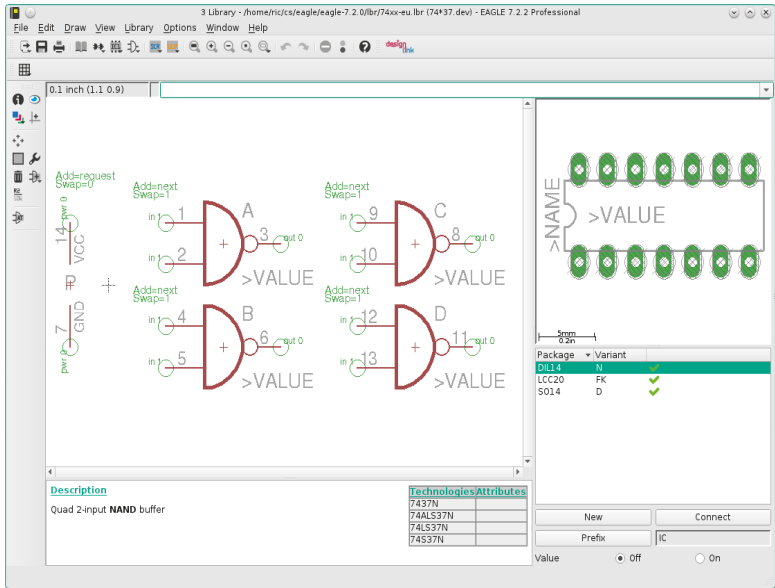 3 Library - /home/ric/cs/eagle/eagle-7.2.0/lbr/74xx-eu.lbr (74*37.dev) - EAGLE 7.2.2 Professional
File Edit Draw View Library Options Window Help
design link
0.1 inch (1.1 0.9)
Add=request
Swap=0
pwr 0
14
VCC
P
GND
7
pwr 0
Add=next
Swap=1
A
in 1
1
in 1
2
3
out 0
>VALUE
Add=next
Swap=1
B
in 1
4
in 1
5
6
out 0
>VALUE
Add=next
Swap=1
C
in 1
9
in 1
10
8
out 0
>VALUE
Add=next
Swap=1
D
in 1
12
in 1
13
11
out 0
>VALUE
>NAME
>VALUE
5mm
0.2in
Package Variant
DIL14 N
LCC20 FK
SO14 D
Description
Quad 2-input NAND buffer
Technologies Attributes
7437N
74ALS37N
74LS37N
74S37N
New Connect
Prefix IC
Value Off On